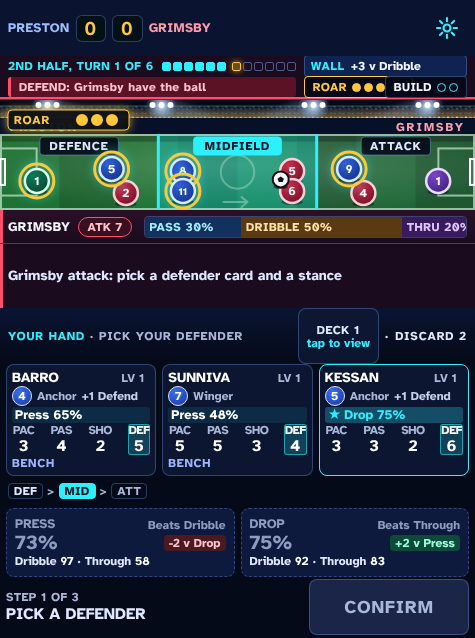 PRESTON 0 0 GRIMSBY
2ND HALF, TURN 1 OF 6
WALL +3 v Dribble
DEFEND: Grimsby have the ball
ROAR
BUILD
ROAR
GRIMSBY
DEFENCE MIDFIELD ATTACK
1 5 2 8 11 5 6 9 4 1
GRIMSBY ATK 7 PASS 30% DRIBBLE 50% THRU 20%
Grimsby attack: pick a defender card and a stance
YOUR HAND · PICK YOUR DEFENDER
DECK 1
tap to view
· DISCARD 2
BARRO LV 1
4 Anchor +1 Defend
Press 65%
PAC PAS SHO DEF
3 4 2 5
BENCH
SUNNIVA LV 1
7 Winger
Press 48%
PAC PAS SHO DEF
5 5 3 4
BENCH
KESSAN LV 1
5 Anchor +1 Defend
★ Drop 75%
PAC PAS SHO DEF
3 3 2 6
DEF > MID > ATT
PRESS Beats Dribble
73% -2 v Drop
Dribble 97 · Through 58
DROP Beats Through
75% +2 v Press
Dribble 92 · Through 83
STEP 1 OF 3
PICK A DEFENDER
CONFIRM